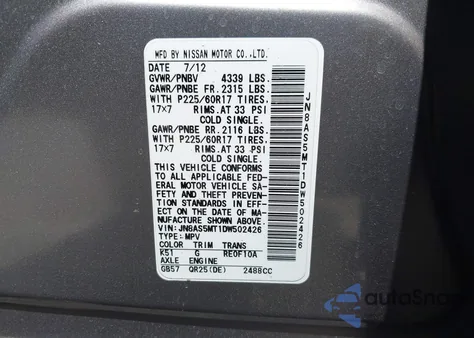 MFD BY NISSAN MOTOR CO.,LTD.
DATE 7/12
GVWR/PNBV 4339 LBS.
GAWR/PNBE FR. 2315 LBS.
WITH P225/60R17 TIRES.
17×7 RIMS. AT 33 PSI
COLD SINGLE.
GAWR/PNBE RR. 2116 LBS.
WITH P225/60R17 TIRES.
17×7 RIMS. AT 33 PSI
COLD SINGLE.
THIS VEHICLE CONFORMS
TO ALL APPLICABLE FED-
ERAL MOTOR VEHICLE SA-
FETY AND THEFT PREVEN-
TION STANDARDS IN EFF-
ECT ON THE DATE OF MA-
NUFACTURE SHOWN ABOVE.
VIN: JN8AS5MT1DW502426
TYPE: MPV
COLOR TRIM TRANS
K51 G RE0F10A
AXLE ENGINE
GB57 QR25(DE) 2488CC
JN8AS5MT1DW502426